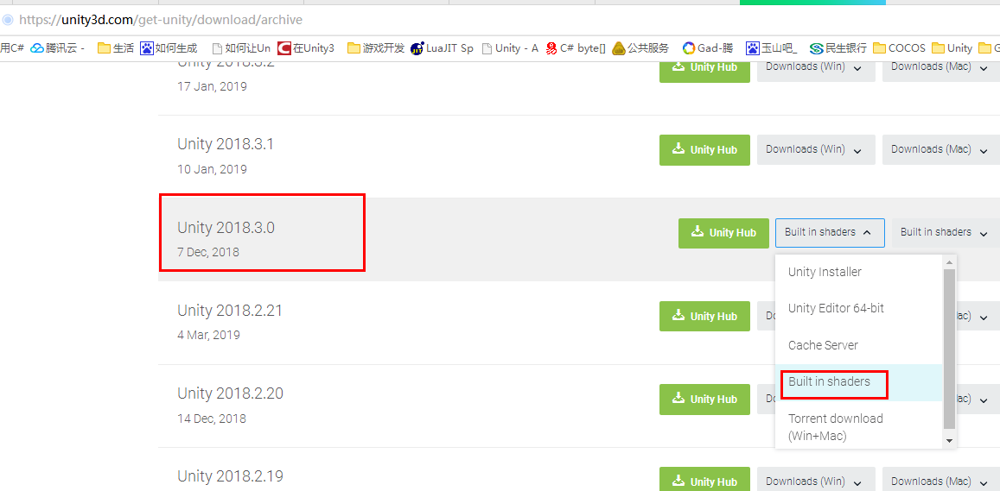 https://unity3d.com/get-unity/download/archive
用C# 腾讯云 - 生活 如何生成 如何让Un 在Unity3 游戏开发 LuaJIT Sp Unity - A C# byte[] 公共服务 Gad-腾 玉山吧_ 民生银行 COCOS Unity G
Unity 2018.3.2 Unity Hub Downloads (Win) Downloads (Mac)
17 Jan, 2019
Unity 2018.3.1 Unity Hub Downloads (Win) Downloads (Mac)
10 Jan, 2019
Unity 2018.3.0 Unity Hub Built in shaders Built in shaders
7 Dec, 2018
Unity Installer
Unity Editor 64-bit
Cache Server
Built in shaders
Torrent download
(Win+Mac)
Unity 2018.2.21 Unity Hub Do ac)
4 Mar, 2019
Unity 2018.2.20 Unity Hub Do ac)
14 Dec, 2018
Unity 2018.2.19 Unity Hub Downloads (Win) Downloads (Mac)